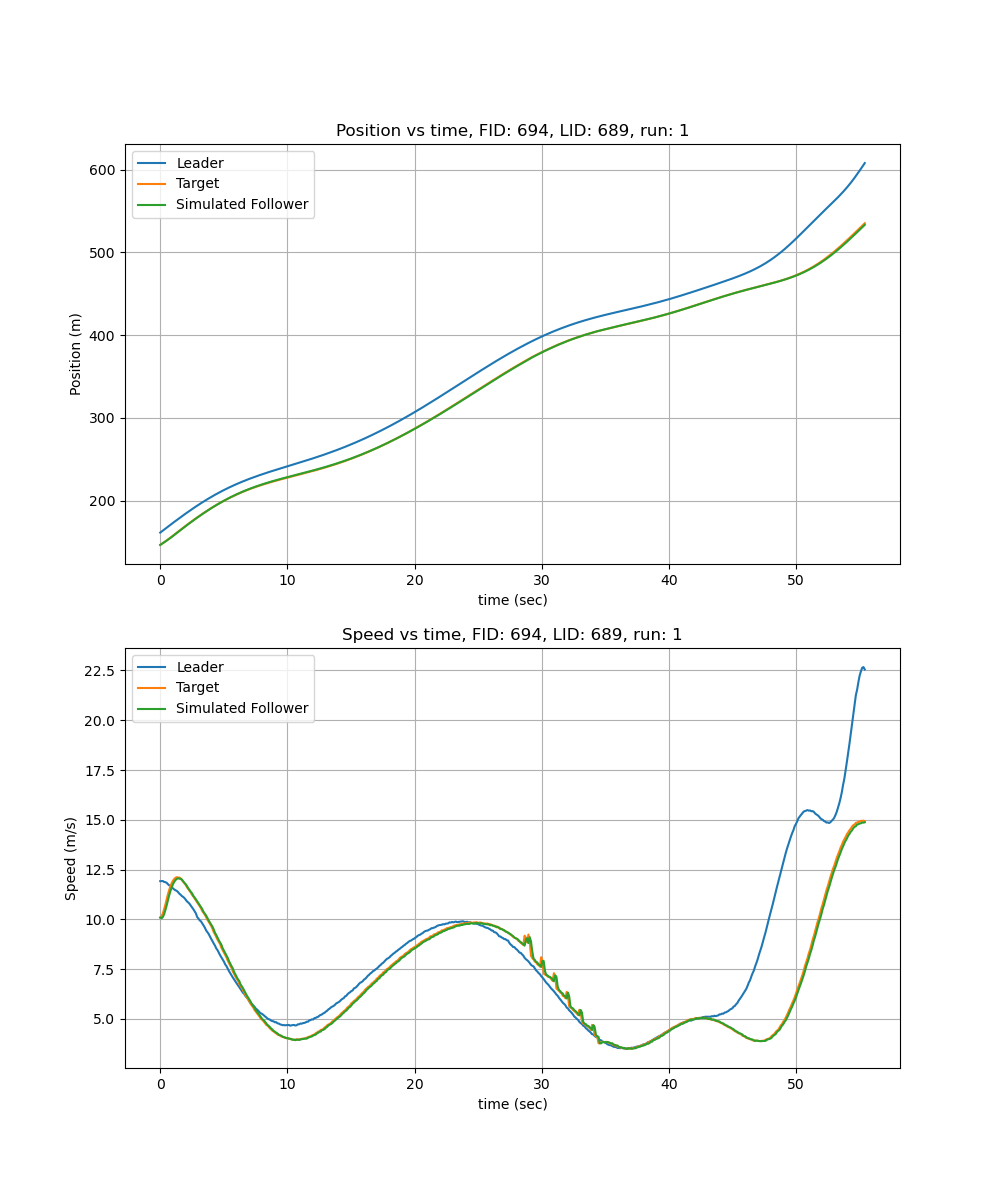 Position vs time, FID: 694, LID: 689, run: 1
Leader
Target
Simulated Follower
600
500
400
300
200
Position (m)
0 10 20 30 40 50
time (sec)
Speed vs time, FID: 694, LID: 689, run: 1
Leader
Target
Simulated Follower
22.5
20.0
17.5
15.0
12.5
10.0
7.5
5.0
Speed (m/s)
0 10 20 30 40 50
time (sec)